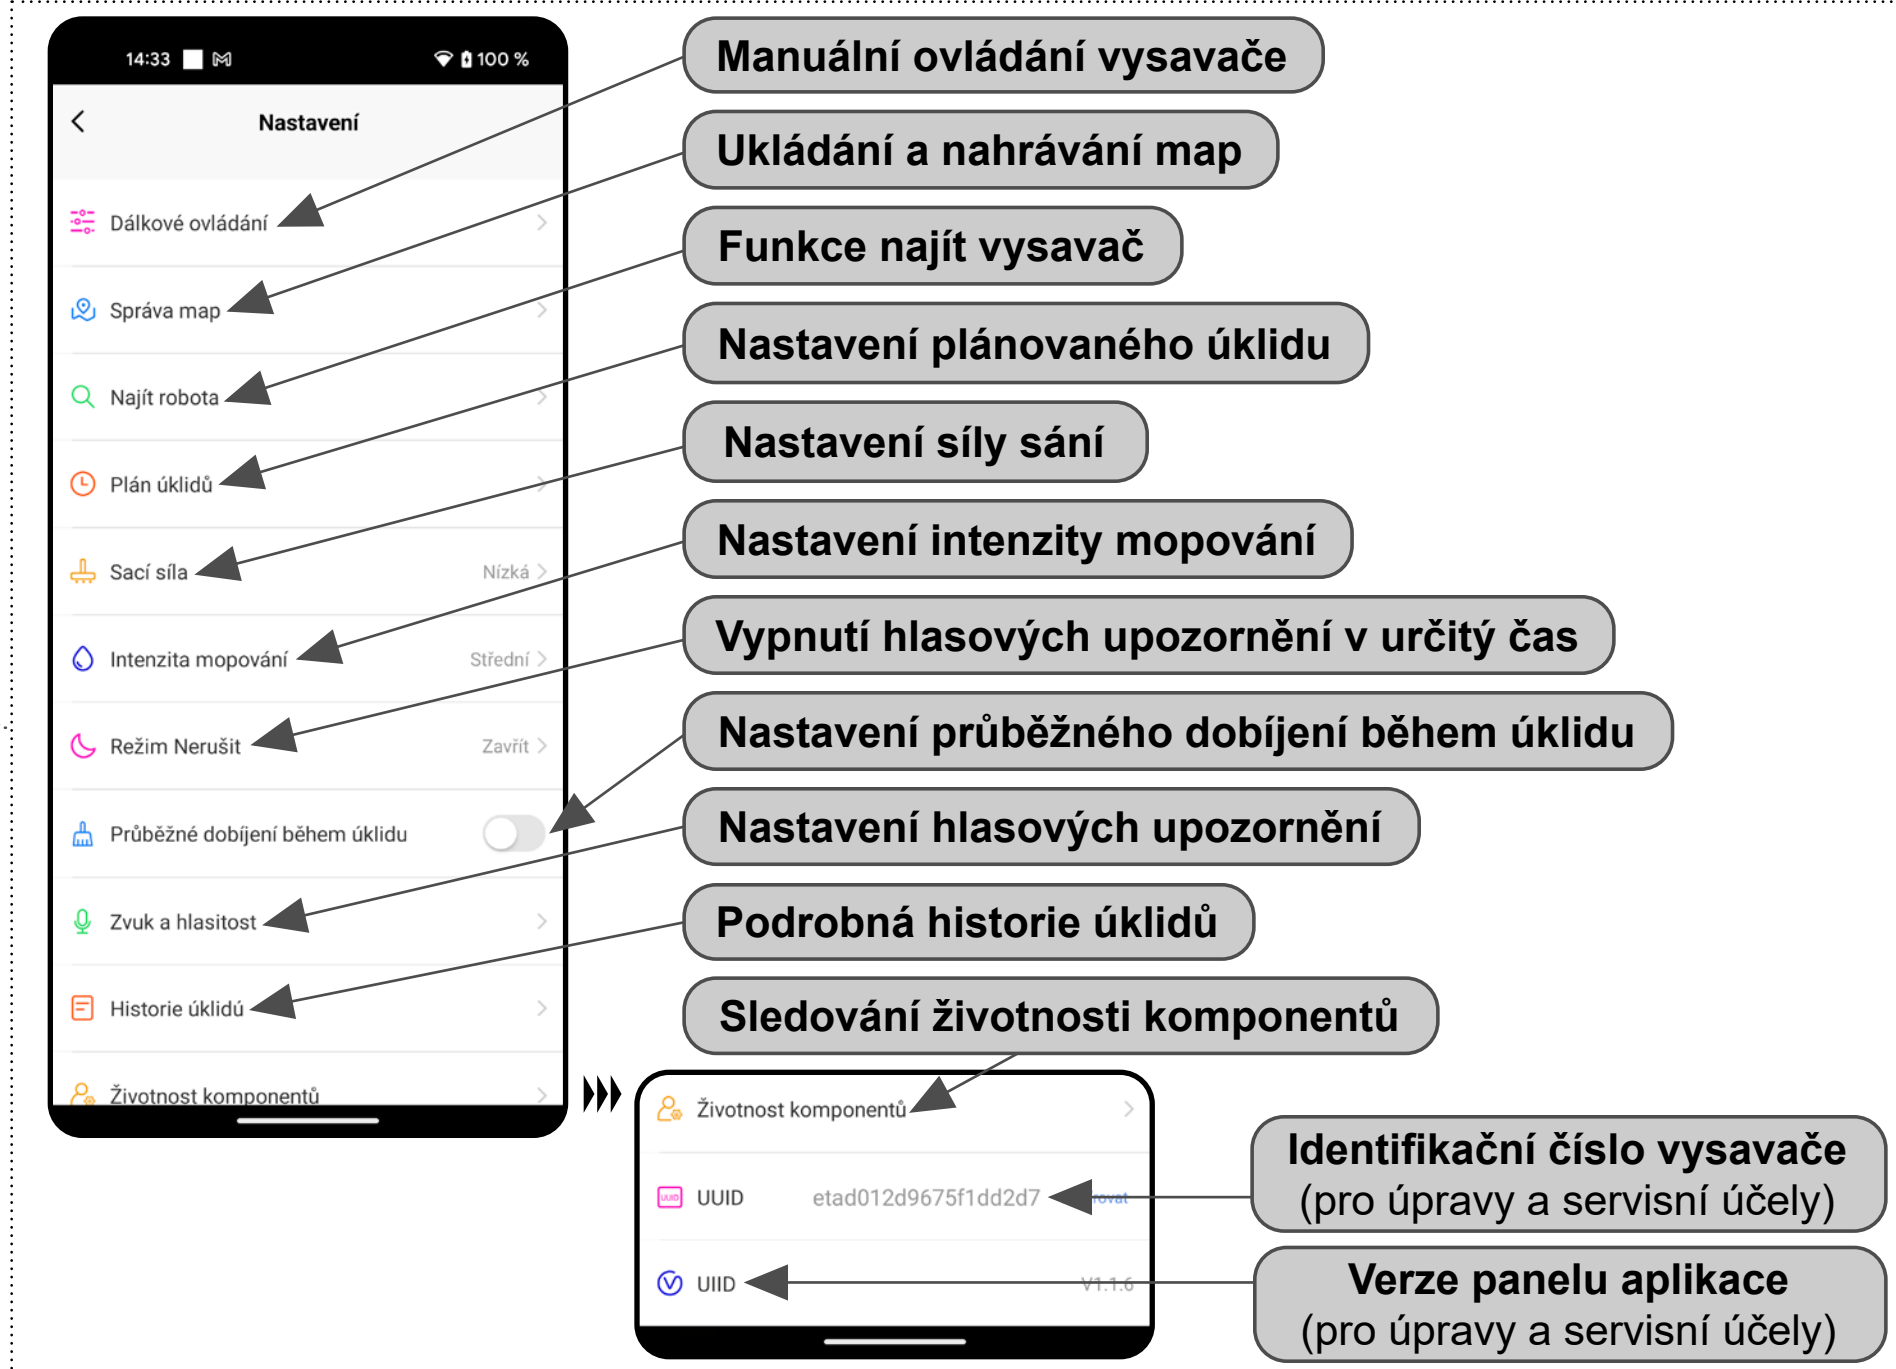 14:33
100 %
Nastavení
Dálkové ovládání
Správa map
Najít robota
Plán úklidů
Sací síla
Nízká
Intenzita mopování
Střední
Režim Nerušit
Zavřít
Průběžné dobíjení během úklidu
Zvuk a hlasitost
Historie úklidů
Životnost komponentů
Manuální ovládání vysavače
Ukládání a nahrávání map
Funkce najít vysavač
Nastavení plánovaného úklidu
Nastavení síly sání
Nastavení intenzity mopování
Vypnutí hlasových upozornění v určitý čas
Nastavení průběžného dobíjení během úklidu
Nastavení hlasových upozornění
Podrobná historie úklidů
Sledování životnosti komponentů
Životnost komponentů
UUID
UUID
etad012d9675f1dd2d7
UIID
V1.1.6
Identifikační číslo vysavače
(pro úpravy a servisní účely)
Verze panelu aplikace
(pro úpravy a servisní účely)